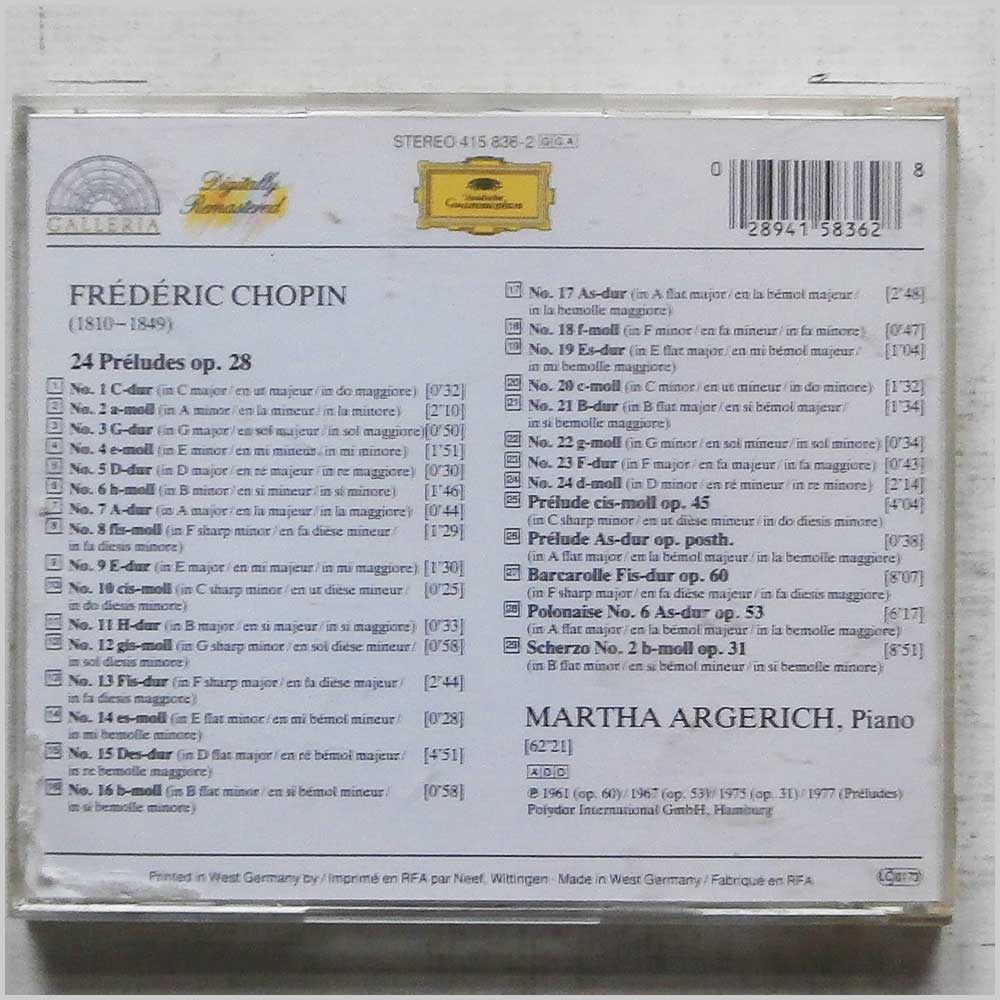 STEREO 415 836-2 GGA
GALLERIA
Digitally
Remastered
Deutsche
Grammophon
0 28941 58362 8
FRÉDÉRIC CHOPIN
(1810–1849)
24 Préludes op. 28
1 No. 1 C-dur (in C major/en ut majeur/in do maggiore) [0'32]
2 No. 2 a-moll (in A minor/en la mineur/in la minore) [2'10]
3 No. 3 G-dur (in G major/en sol majeur/in sol maggiore) [0'50]
4 No. 4 e-moll (in E minor/en mi mineur/in mi minore) [1'51]
5 No. 5 D-dur (in D major/en ré majeur/in re maggiore) [0'30]
6 No. 6 h-moll (in B minor/en si mineur/in si minore) [1'46]
7 No. 7 A-dur (in A major/en la majeur/in la maggiore) [0'44]
8 No. 8 fis-moll (in F sharp minor/en fa dièse mineur/ [1'29]
in fa diesis minore)
9 No. 9 E-dur (in E major/en mi majeur/in mi maggiore) [1'30]
10 No. 10 cis-moll (in C sharp minor/en ut dièse mineur/ [0'25]
in do diesis minore)
11 No. 11 H-dur (in B major/en si majeur/in si maggiore) [0'33]
12 No. 12 gis-moll (in G sharp minor/en sol dièse mineur/ [0'58]
in sol diesis minore)
13 No. 13 Fis-dur (in F sharp major/en fa dièse majeur/ [2'44]
in fa diesis maggiore)
14 No. 14 es-moll (in E flat minor/en mi bémol mineur/ [0'28]
in mi bemolle minore)
15 No. 15 Des-dur (in D flat major/en ré bémol majeur/ [4'51]
in re bemolle maggiore)
16 No. 16 b-moll (in B flat minor/en si bémol mineur/ [0'58]
in si bemolle minore)
17 No. 17 As-dur (in A flat major/en la bémol majeur/ [2'48]
in la bemolle maggiore)
18 No. 18 f-moll (in F minor/en fa mineur/in fa minore) [0'47]
19 No. 19 Es-dur (in E flat major/en mi bémol majeur/ [1'04]
in mi bemolle maggiore)
20 No. 20 c-moll (in C minor/en ut mineur/in do minore) [1'32]
21 No. 21 B-dur (in B flat major/en si bémol majeur/ [1'34]
in si bemolle maggiore)
22 No. 22 g-moll (in G minor/en sol mineur/in sol minore) [0'34]
23 No. 23 F-dur (in F major/en fa majeur/in fa maggiore) [0'43]
24 No. 24 d-moll (in D minor/en ré mineur/in re minore) [2'14]
25 Prélude cis-moll op. 45 [4'04]
(in C sharp minor/en ut dièse mineur/in do diesis minore)
26 Prélude As-dur op. posth. [0'38]
(in A flat major/en la bémol majeur/in la bemolle maggiore)
27 Barcarolle Fis-dur op. 60 [8'07]
(in F sharp major/en fa dièse majeur/in fa diesis maggiore)
28 Polonaise No. 6 As-dur op. 53 [6'17]
(in A flat major/en la bémol majeur/in la bemolle maggiore)
29 Scherzo No. 2 b-moll op. 31 [8'51]
(in B flat minor/en si bémol mineur/in si bemolle minore)
MARTHA ARGERICH, Piano
[62'21]
ADD
℗ 1961 (op. 60)/1967 (op. 53)/1975 (op. 31)/1977 (Préludes)
Polydor International GmbH, Hamburg
Printed in West Germany by/Imprimé en RFA par Neef, Wittingen · Made in West Germany/Fabriqué en RFA
LC 0173